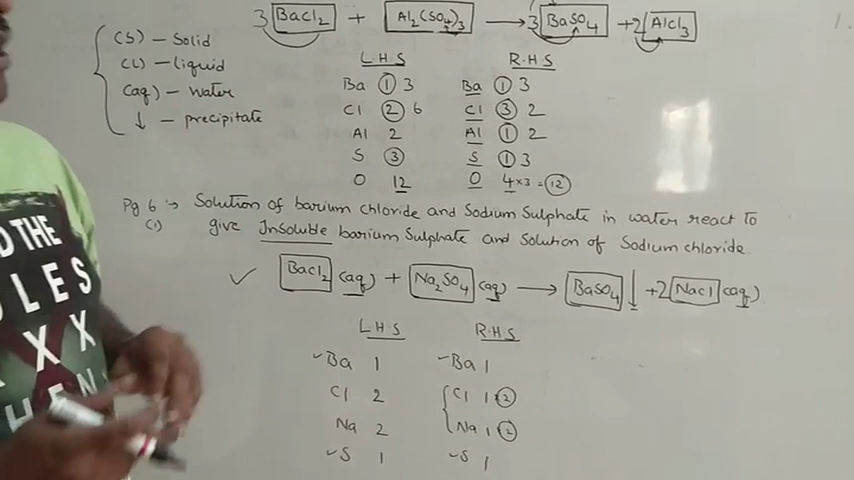 3 BaCl2 + Al2(SO4)3 → 3 BaSO4 + 2 AlCl3
(s) – Solid
(l) – liquid
(aq) – water
↓ – precipitate
L.H.S R.H.S
Ba 1 3 Ba 1 3
Cl 2 6 Cl 3 2
Al 2 Al 1 2
S 3 S 1 3
O 12 O 4×3 = 12
Pg 6 :→ Solution of barium chloride and Sodium Sulphate in water react to
(1) give Insoluble barium Sulphate and Solution of Sodium chloride.
✓ BaCl2 (aq) + Na2SO4 (aq) → BaSO4 ↓ + 2 NaCl (aq)
L.H.S R.H.S
Ba 1 Ba 1
Cl 2 Cl 1 2
Na 2 Na 1 2
S 1 S 1
THE
LES
XX
HEN